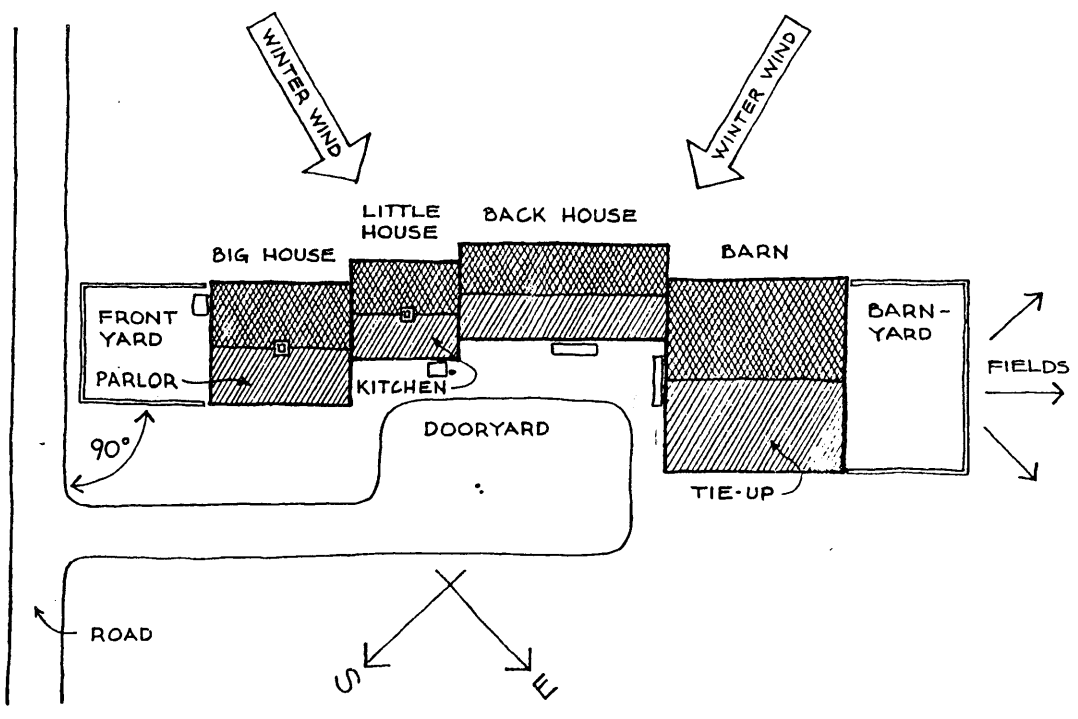 WINTER WIND
WINTER WIND
LITTLE
HOUSE
BACK HOUSE
BIG HOUSE
BARN
FRONT
YARD
BARN-
YARD
PARLOR
KITCHEN
FIELDS
DOORYARD
90°
TIE-UP
ROAD
S
E